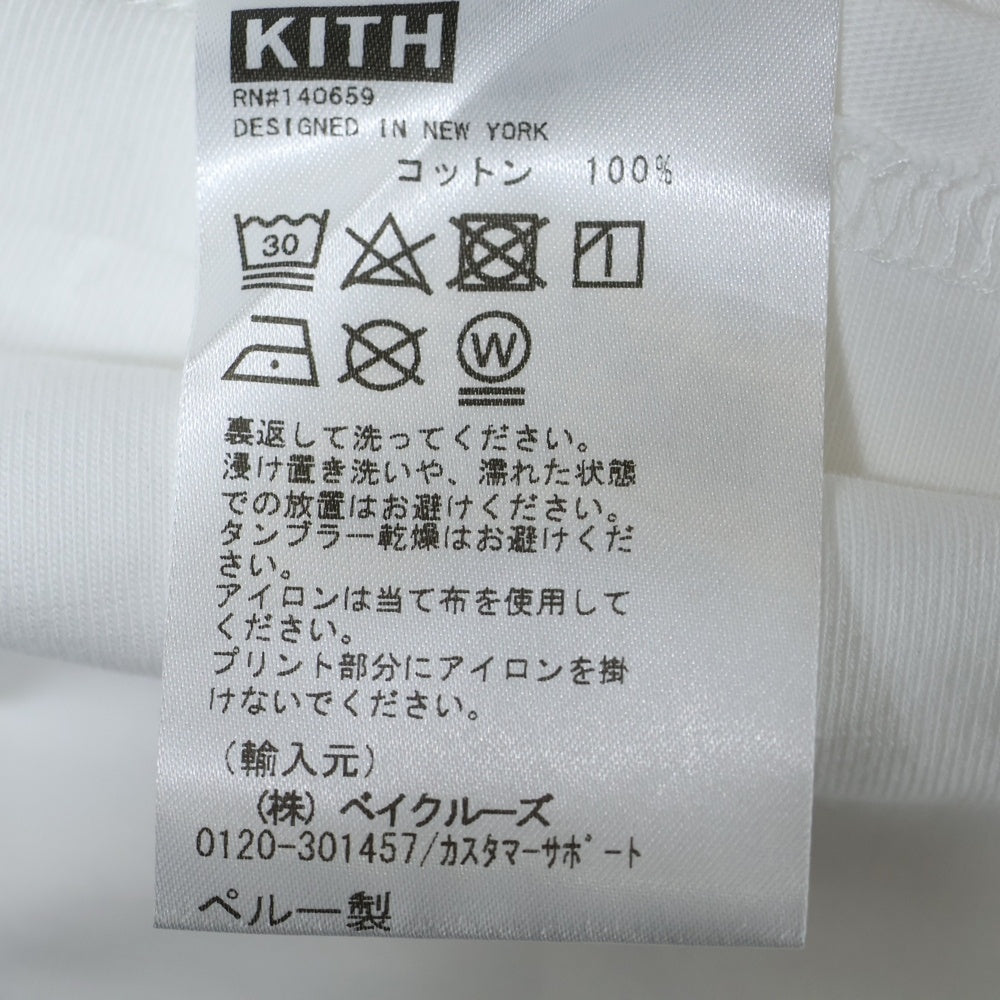 KITH
RN#140659
DESIGNED IN NEW YORK
コットン 100%
30
W
裏返して洗ってください。
浸け置き洗いや、濡れた状態
での放置はお避けください。
タンブラー乾燥はお避けくだ
さい。
アイロンは当て布を使用して
ください。
プリント部分にアイロンを掛
けないでください。
(輸入元)
(株) ベイクルーズ
0120-301457/カスタマーサポート
ペルー製